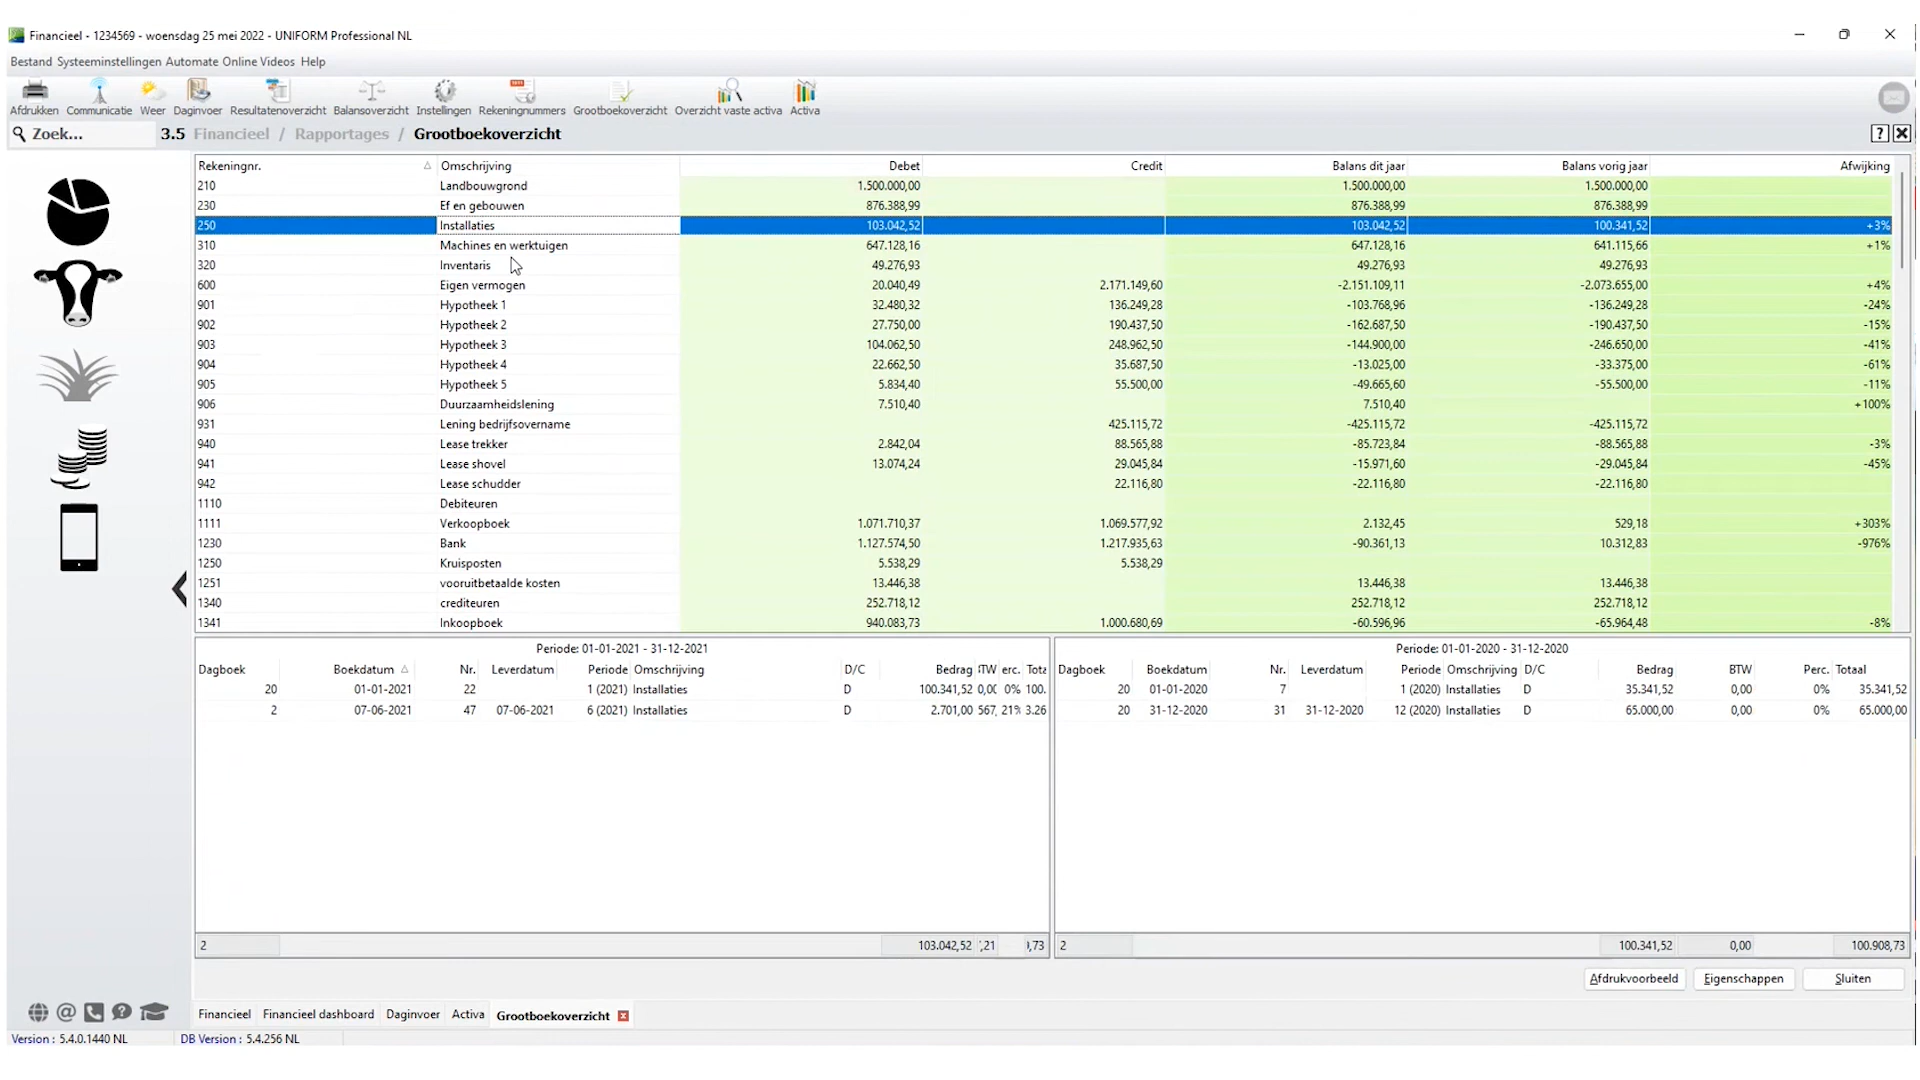 Financieel - 1234569 - woensdag 25 mei 2022 - UNIFORM Professional NL
Bestand Systeeminstellingen Automate Online Videos Help
Afdrukken Communicatie Weer Daginvoer Resultatenoverzicht Balansoverzicht Instellingen Rekeningnummers Grootboekoverzicht Overzicht vaste activa Activa
Zoek... 3.5 Financieel / Rapportages / Grootboekoverzicht ?
Rekeningnr. Omschrijving Debet Credit Balans dit jaar Balans vorig jaar Afwijking
210 Landbouwgrond 1.500.000,00 1.500.000,00 1.500.000,00
230 Ef en gebouwen 876.388,99 876.388,99 876.388,99
250 Installaties 103.042,52 103.042,52 100.341,52 +3%
310 Machines en werktuigen 647.128,16 647.128,16 641.115,66 +1%
320 Inventaris 49.276,93 49.276,93 49.276,93
600 Eigen vermogen 20.040,49 2.171.149,60 -2.151.109,11 -2.073.655,00 +4%
901 Hypotheek 1 32.480,32 136.249,28 -103.768,96 -136.249,28 -24%
902 Hypotheek 2 27.750,00 190.437,50 -162.687,50 -190.437,50 -15%
903 Hypotheek 3 104.062,50 248.962,50 -144.900,00 -246.650,00 -41%
904 Hypotheek 4 22.662,50 35.687,50 -13.025,00 -33.375,00 -61%
905 Hypotheek 5 5.834,40 55.500,00 -49.665,60 -55.500,00 -11%
906 Duurzaamheidslening 7.510,40 7.510,40 +100%
931 Lening bedrijfsovername 425.115,72 -425.115,72 -425.115,72
940 Lease trekker 2.842,04 88.565,88 -85.723,84 -88.565,88 -3%
941 Lease shovel 13.074,24 29.045,84 -15.971,60 -29.045,84 -45%
942 Lease schudder 22.116,80 -22.116,80 -22.116,80
1110 Debiteuren
1111 Verkoopboek 1.071.710,37 1.069.577,92 2.132,45 529,18 +303%
1230 Bank 1.127.574,50 1.217.935,63 -90.361,13 10.312,83 -976%
1250 Kruisposten 5.538,29 5.538,29
1251 vooruitbetaalde kosten 13.446,38 13.446,38 13.446,38
1340 crediteuren 252.718,12 252.718,12 252.718,12
1341 Inkoopboek 940.083,73 1.000.680,69 -60.596,96 -65.964,48 -8%
Periode: 01-01-2021 - 31-12-2021
Dagboek Boekdatum Nr. Leverdatum Periode Omschrijving D/C Bedrag TW erc. Tota
20 01-01-2021 22 1 (2021) Installaties D 100.341,52 0,00 0% 100.
2 07-06-2021 47 07-06-2021 6 (2021) Installaties D 2.701,00 567, 21% 3.26
2 103.042,52 ,21 ,73
Periode: 01-01-2020 - 31-12-2020
Dagboek Boekdatum Nr. Leverdatum Periode Omschrijving D/C Bedrag BTW Perc. Totaal
20 01-01-2020 7 1 (2020) Installaties D 35.341,52 0,00 0% 35.341,52
20 31-12-2020 31 31-12-2020 12 (2020) Installaties D 65.000,00 0,00 0% 65.000,00
2 100.341,52 0,00 100.908,73
Afdrukvoorbeeld Eigenschappen Sluiten
Financieel Financieel dashboard Daginvoer Activa Grootboekoverzicht
Version : 5.4.0.1440 NL DB Version : 5.4.256 NL